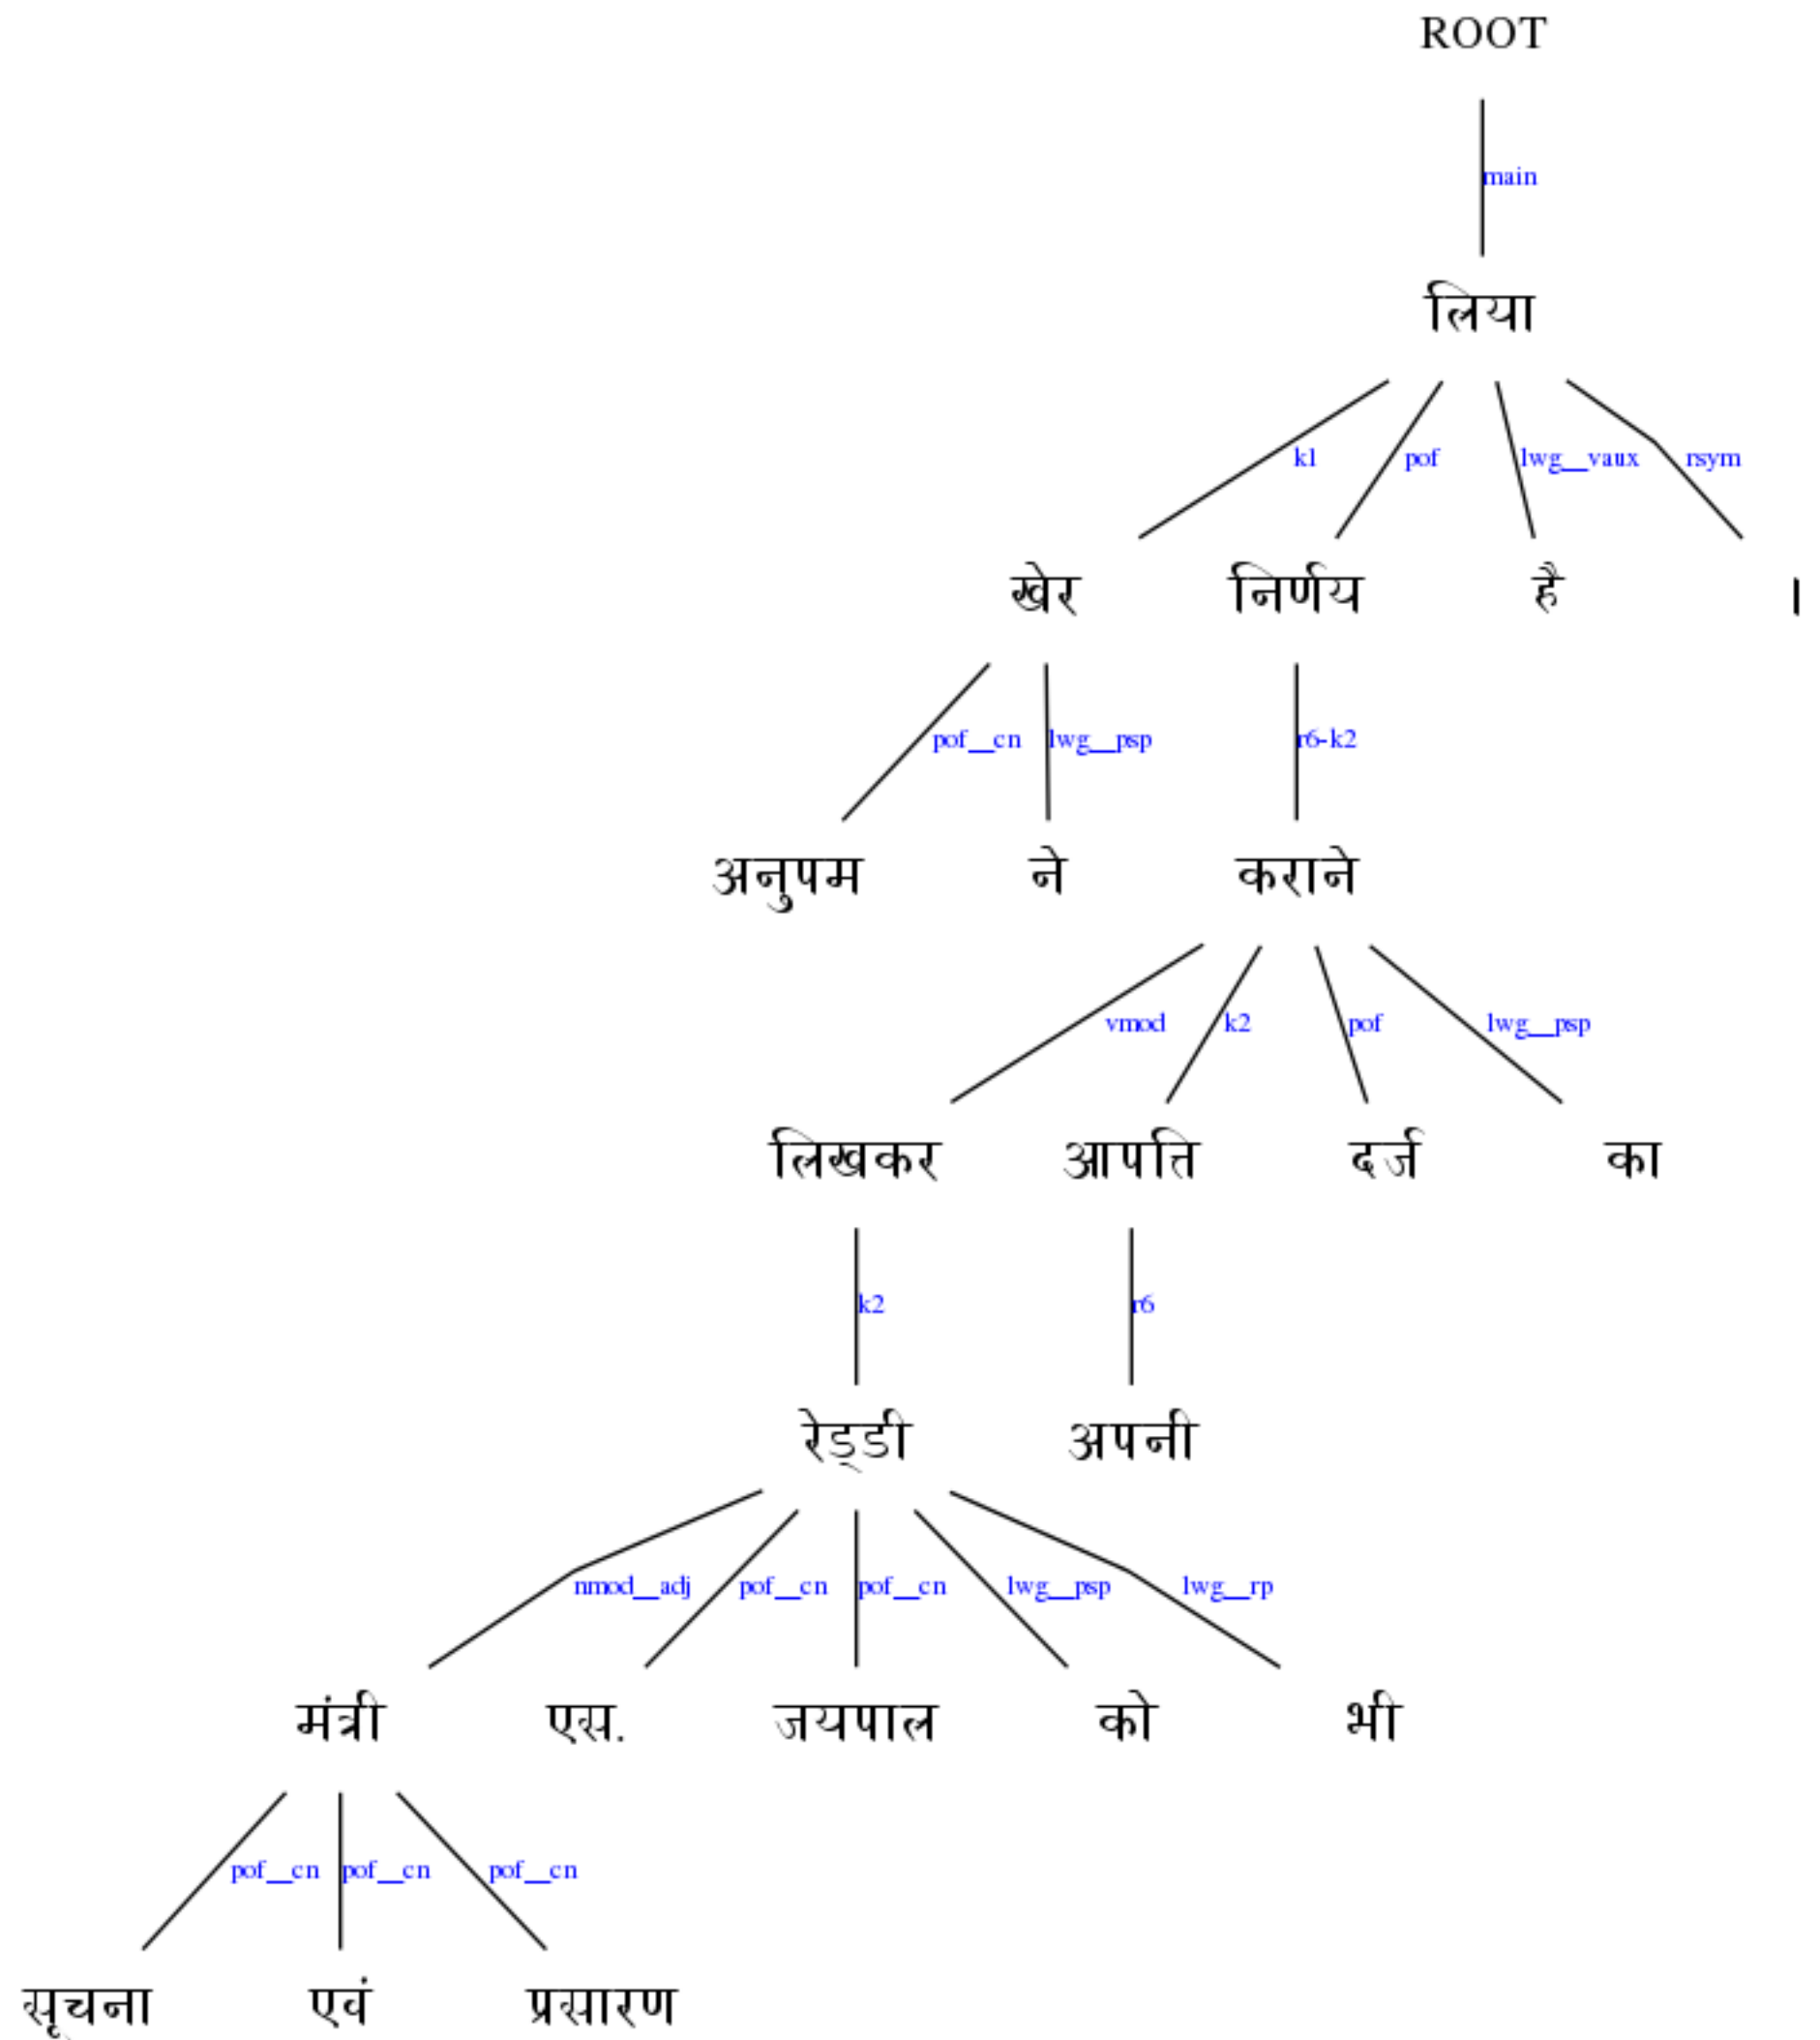 ROOT
main
लिया
k1 pof lwg__vaux rsym
खेर निर्णय है ।
pof__cn lwg__psp r6-k2
अनुपम ने कराने
vmod k2 pof lwg__psp
लिखकर आपत्ति दर्ज का
k2 r6
रेड्डी अपनी
nmod__adj pof__cn pof__cn lwg__psp lwg__rp
मंत्री एस. जयपाल को भी
pof__cn pof__cn pof__cn
सूचना एवं प्रसारण